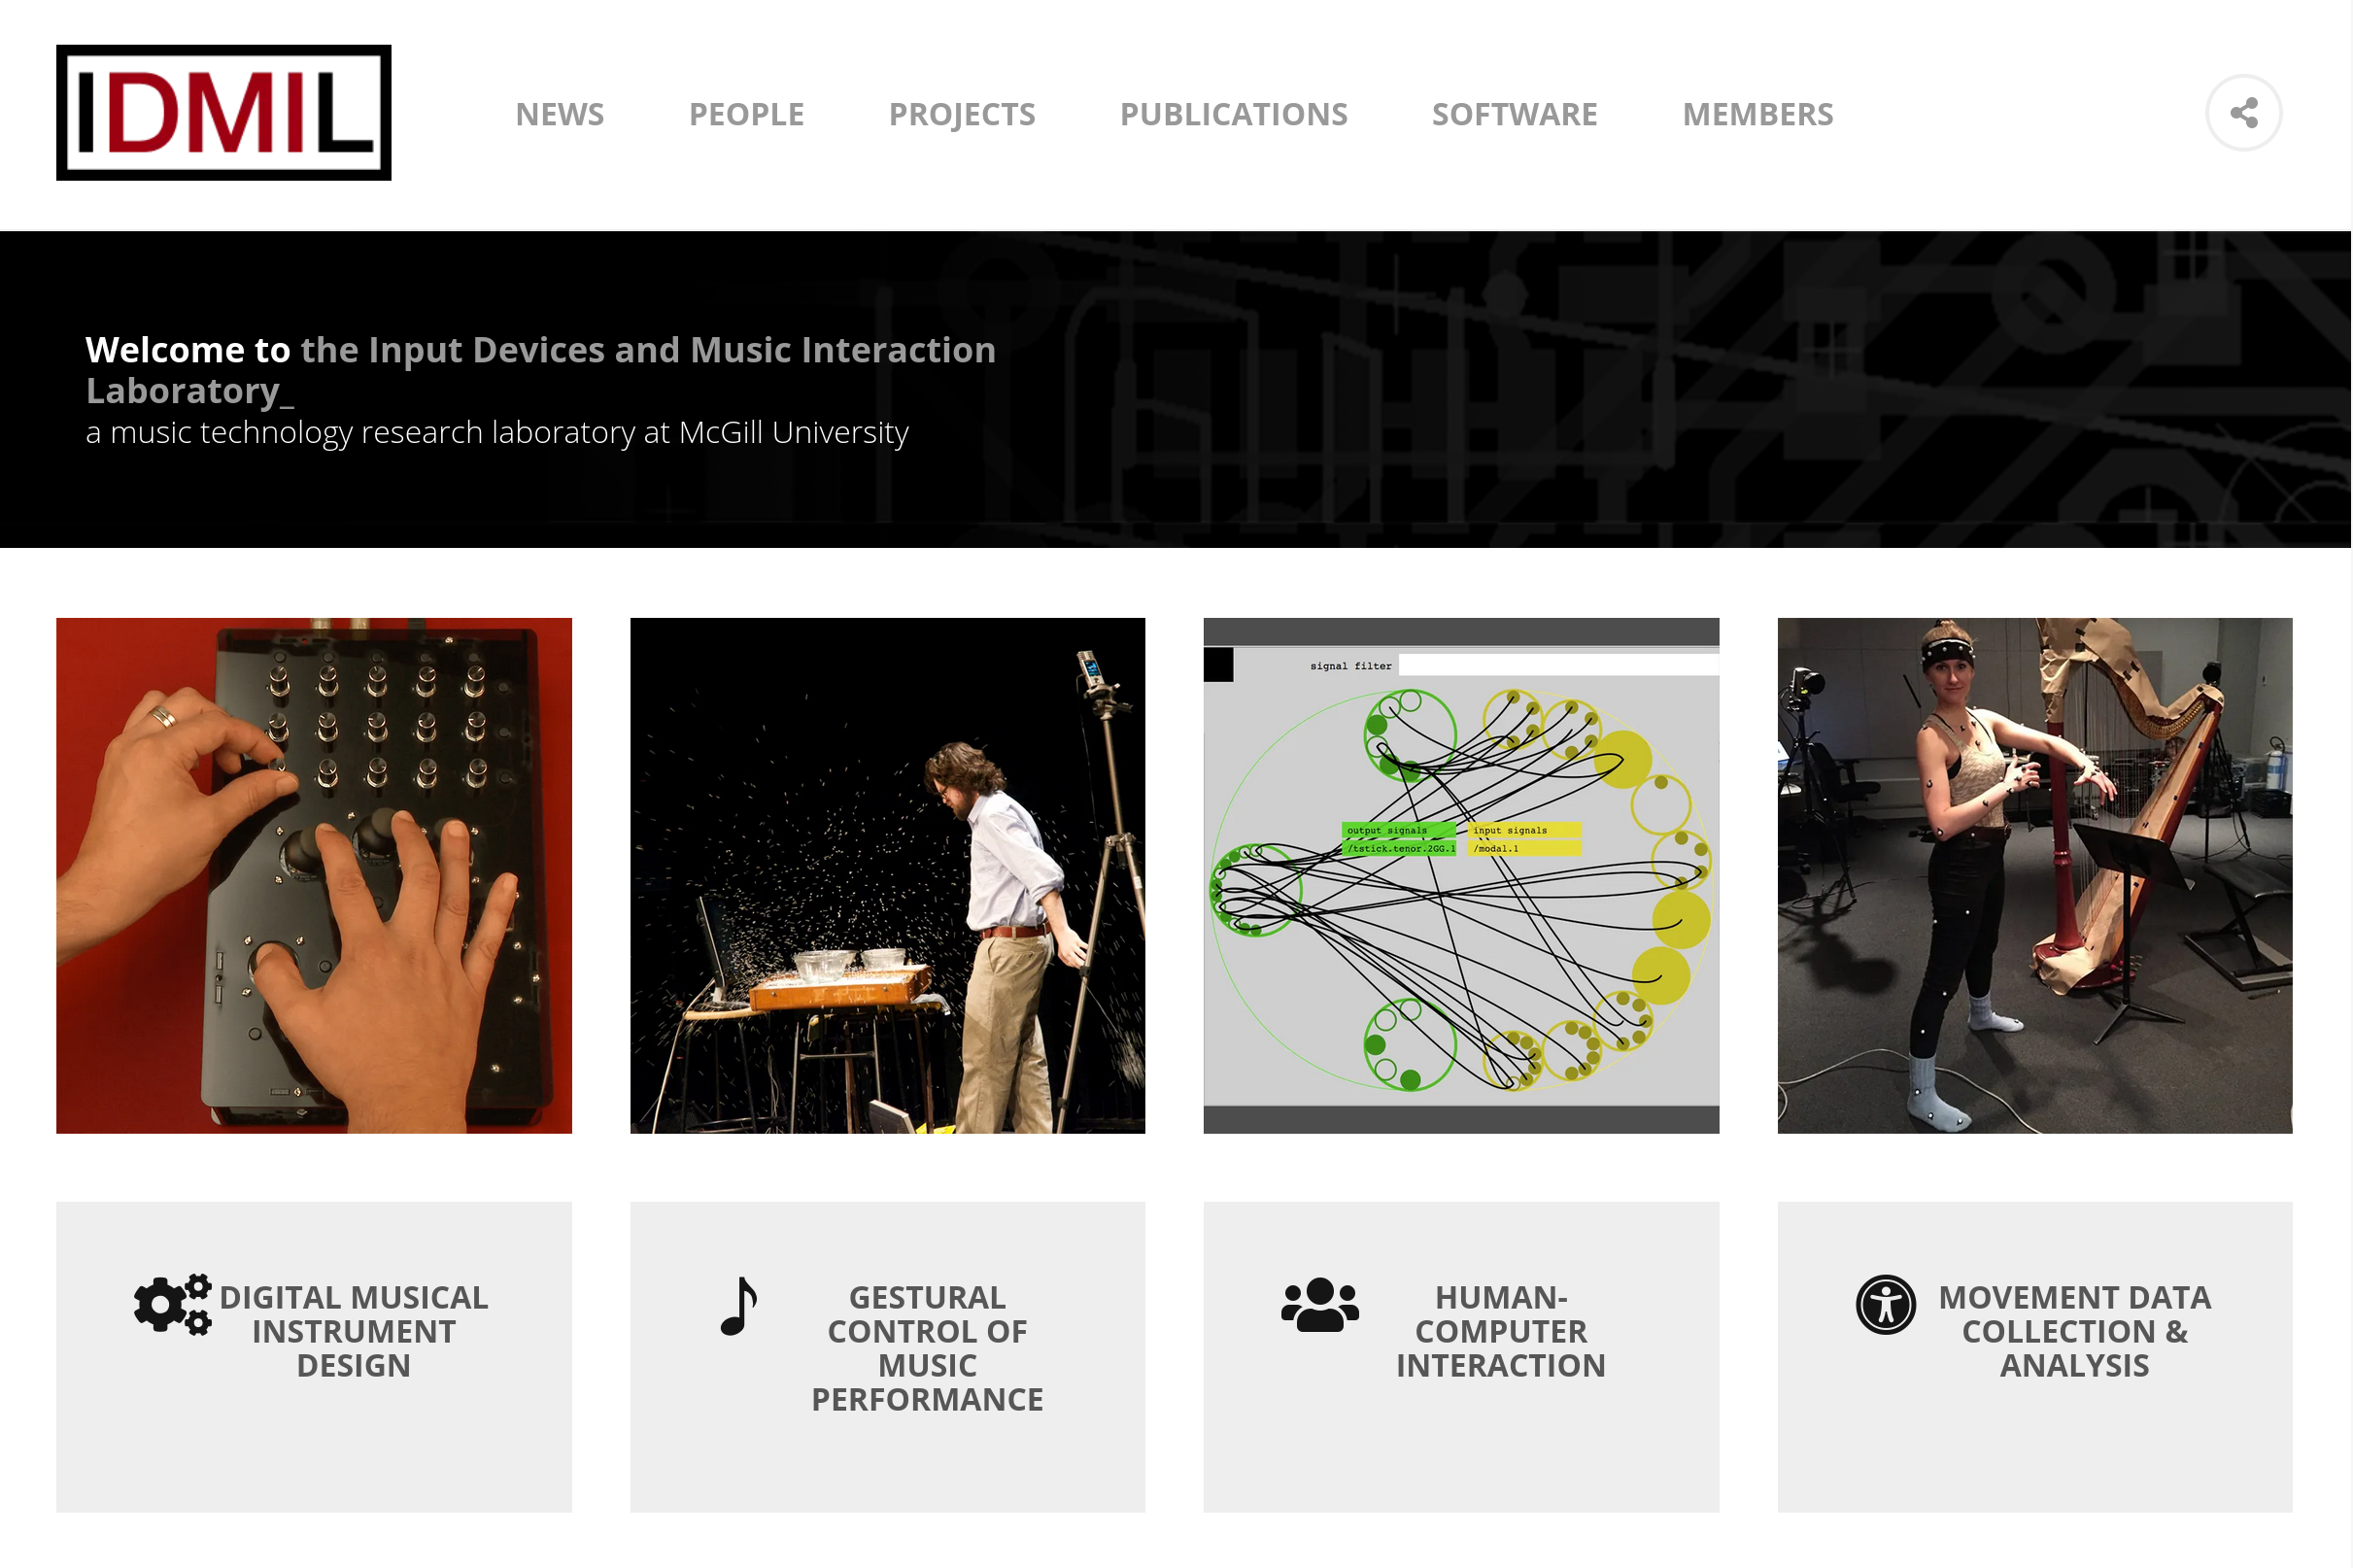 IDMIL
NEWS PEOPLE PROJECTS PUBLICATIONS SOFTWARE MEMBERS
Welcome to the Input Devices and Music Interaction
Laboratory_
a music technology research laboratory at McGill University
signal filter
output signals input signals
/tstick.tenor.2GG.1 /modal.1
DIGITAL MUSICAL
INSTRUMENT
DESIGN
GESTURAL
CONTROL OF
MUSIC
PERFORMANCE
HUMAN-
COMPUTER
INTERACTION
MOVEMENT DATA
COLLECTION &
ANALYSIS